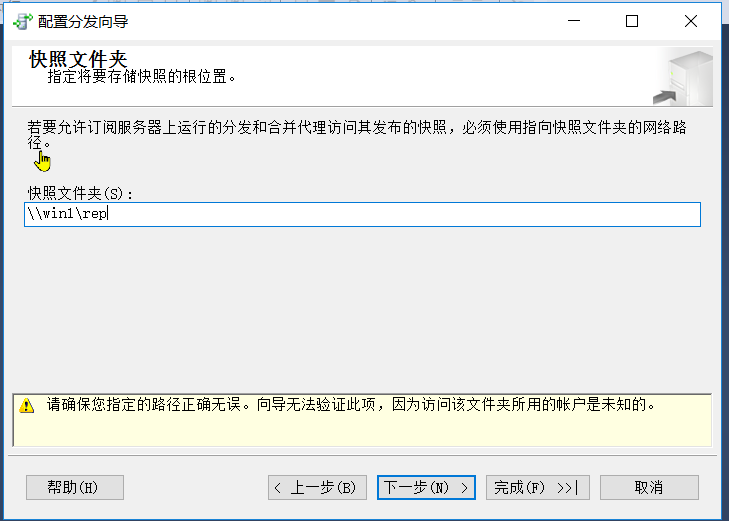 配置分发向导
快照文件夹
指定将要存储快照的根位置。
若要允许订阅服务器上运行的分发和合并代理访问其发布的快照，必须使用指向快照文件夹的网络路
径。
快照文件夹(S):
\\win1\rep
请确保您指定的路径正确无误。向导无法验证此项，因为访问该文件夹所用的帐户是未知的。
帮助(H)
< 上一步(B)
下一步(N) >
完成(F) >>|
取消